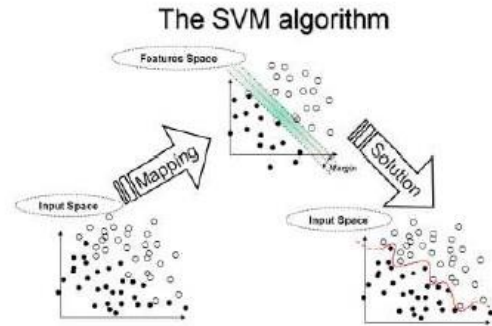 The SVM algorithm
Features Space
Mapping
Margin
Solution
Input Space
Input Space